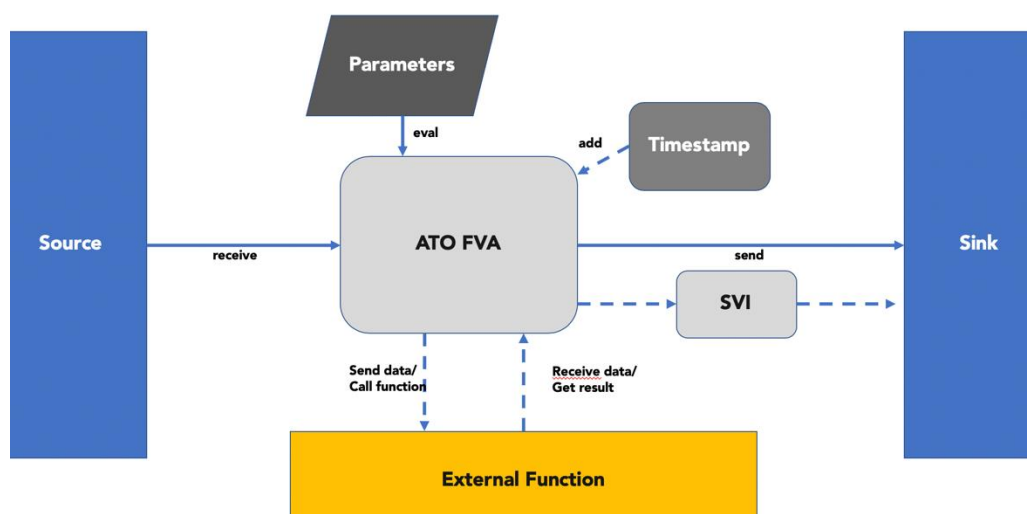 Parameters
eval
add
Timestamp
Source
receive
ATO FVA
send
Sink
SVI
Send data/
Call function
Receive data/
Get result
External Function